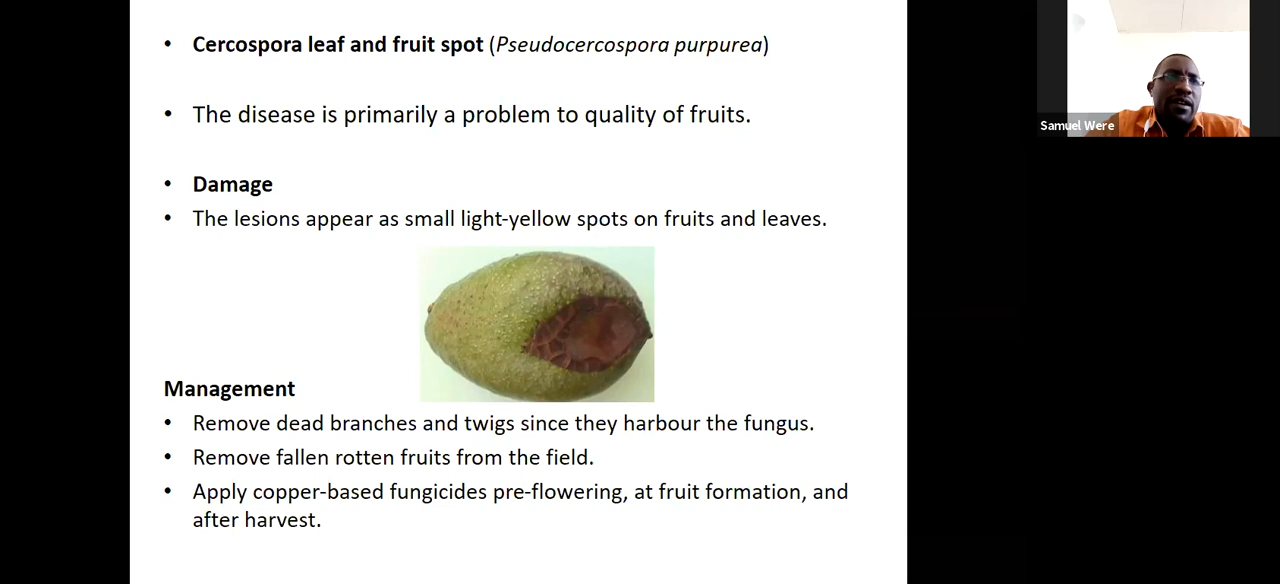 • Cercospora leaf and fruit spot (Pseudocercospora purpurea)
• The disease is primarily a problem to quality of fruits.
• Damage
• The lesions appear as small light-yellow spots on fruits and leaves.
Management
• Remove dead branches and twigs since they harbour the fungus.
• Remove fallen rotten fruits from the field.
• Apply copper-based fungicides pre-flowering, at fruit formation, and
after harvest.
Samuel Were